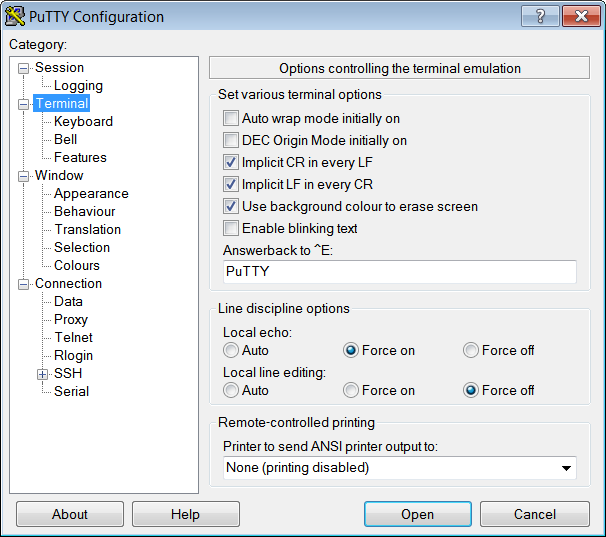 PuTTY Configuration
Category:
Session
Logging
Terminal
Keyboard
Bell
Features
Window
Appearance
Behaviour
Translation
Selection
Colours
Connection
Data
Proxy
Telnet
Rlogin
SSH
Serial
Options controlling the terminal emulation
Set various terminal options
Auto wrap mode initially on
DEC Origin Mode initially on
Implicit CR in every LF
Implicit LF in every CR
Use background colour to erase screen
Enable blinking text
Answerback to ^E:
PuTTY
Line discipline options
Local echo:
Auto Force on Force off
Local line editing:
Auto Force on Force off
Remote-controlled printing
Printer to send ANSI printer output to:
None (printing disabled)
About Help Open Cancel